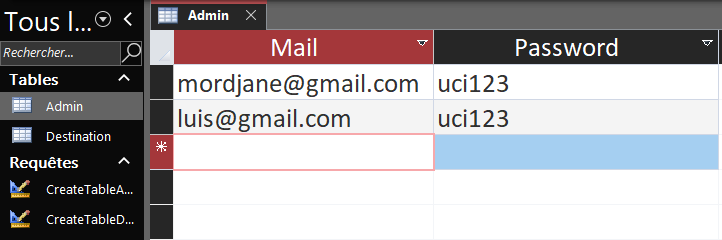 Tous l...
Rechercher...
Tables
Admin
Destination
Requêtes
CreateTableA...
CreateTableD...
Admin
Mail Password
mordjane@gmail.com uci123
luis@gmail.com uci123